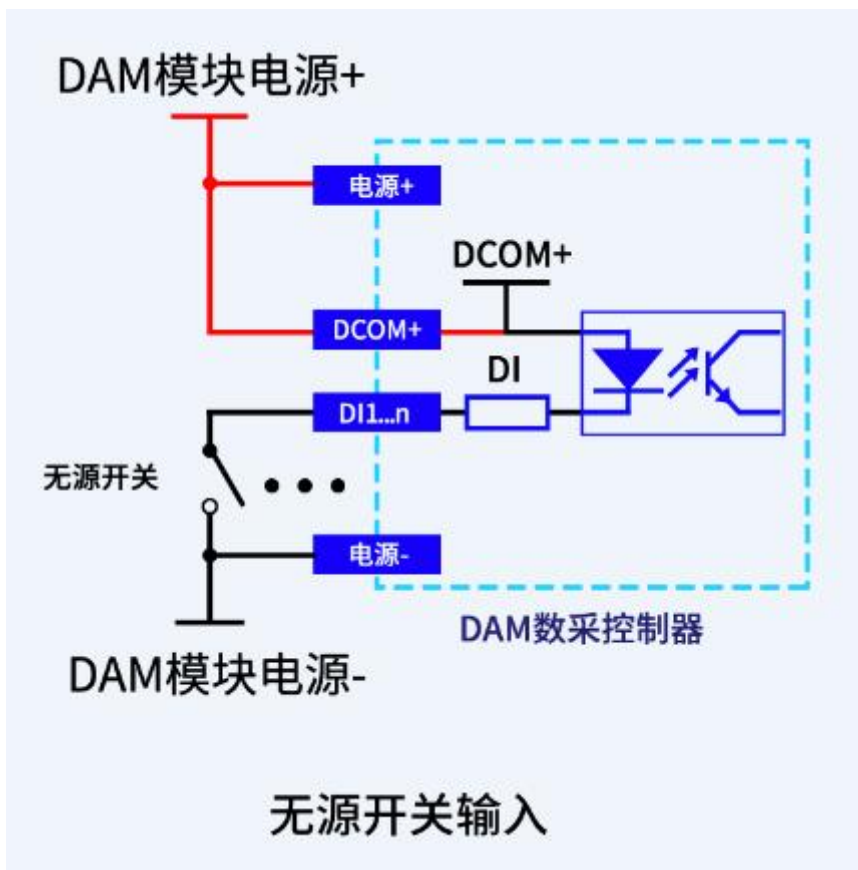 DAM模块电源+
电源+
DCOM+
DCOM+
DI
DI1...n
无源开关
电源-
DAM数采控制器
DAM模块电源-
无源开关输入